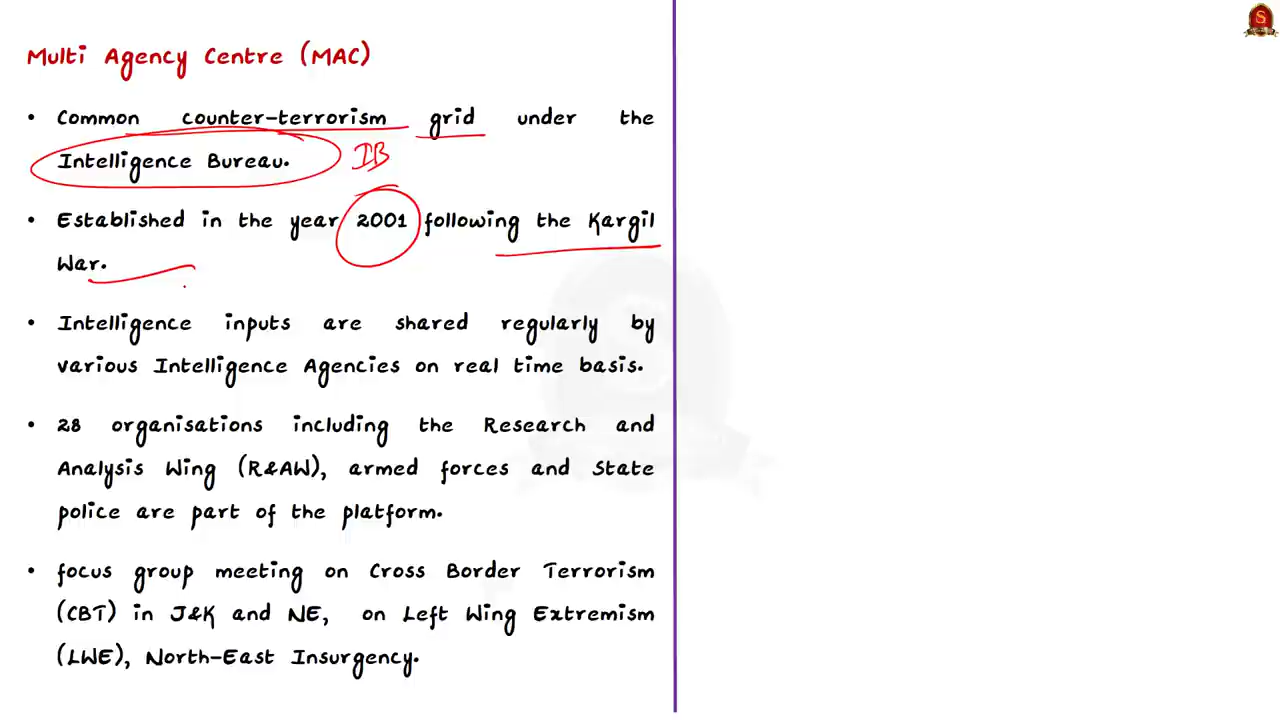 Multi Agency Centre (MAC)
• Common counter-terrorism grid under the
Intelligence Bureau. IB
• Established in the year 2001 following the Kargil
War.
• Intelligence inputs are shared regularly by
various Intelligence Agencies on real time basis.
• 28 organisations including the Research and
Analysis Wing (R&AW), armed forces and State
police are part of the platform.
• focus group meeting on Cross Border Terrorism
(CBT) in J&K and NE, on Left Wing Extremism
(LWE), North-East Insurgency.
S
S